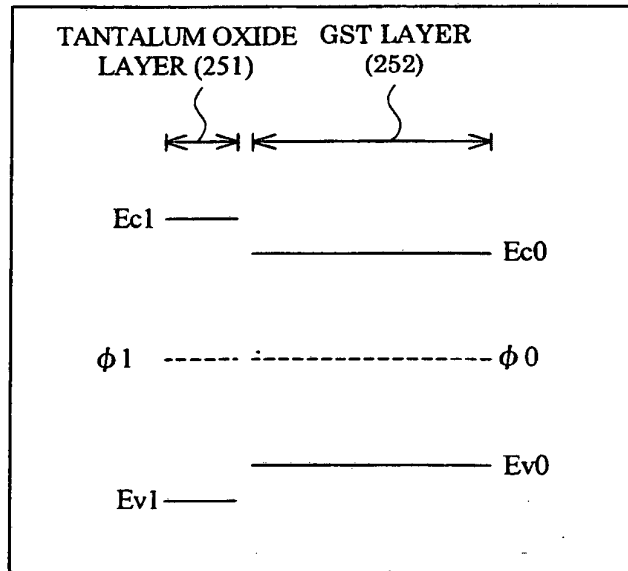 TANTALUM OXIDE
LAYER (251)
GST LAYER
(252)
Ec1
Ec0
ϕ1
ϕ0
Ev0
Ev1